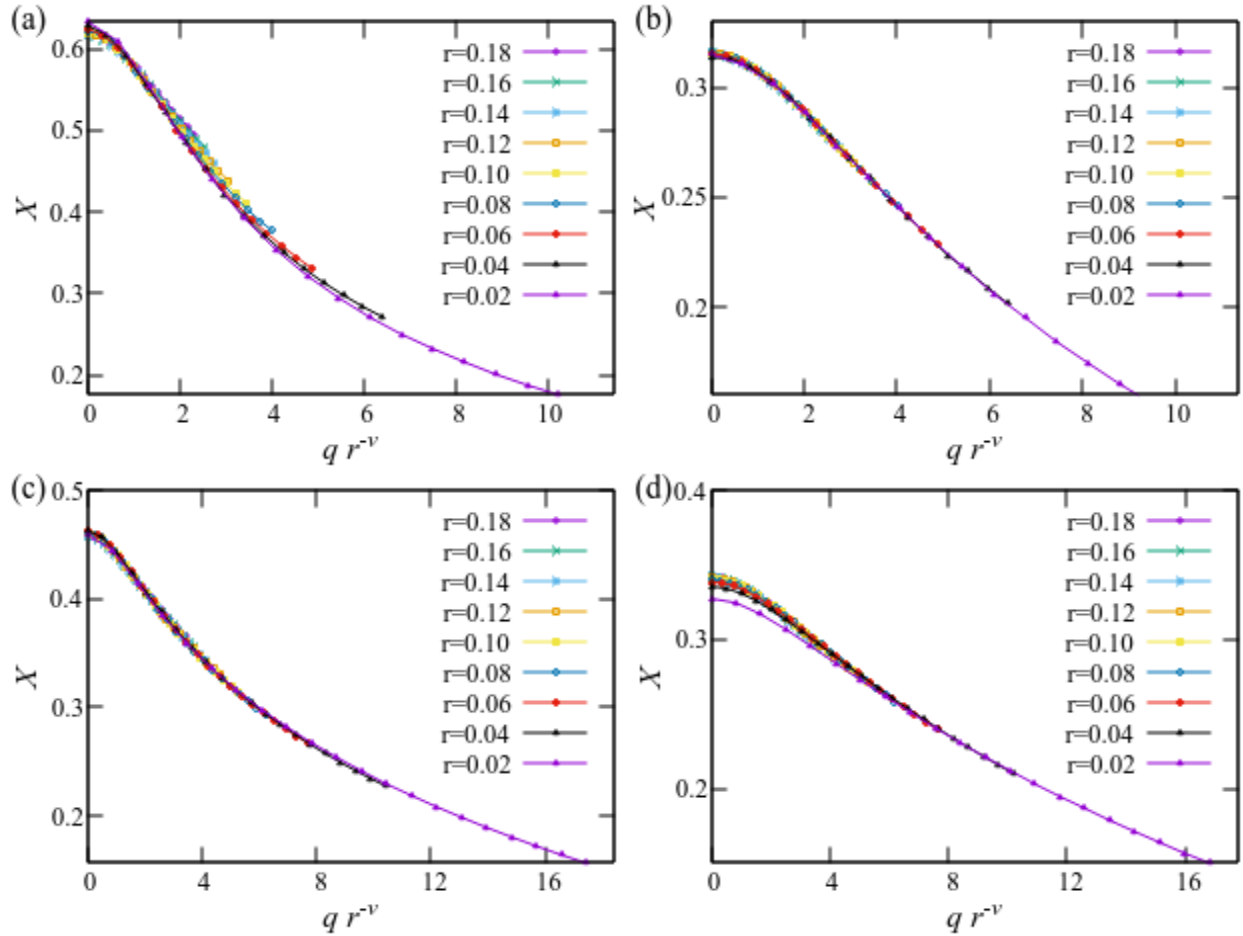 (a)
0.6
0.5
0.4
0.3
0.2
X
r=0.18
r=0.16
r=0.14
r=0.12
r=0.10
r=0.08
r=0.06
r=0.04
r=0.02
0 2 4 6 8 10
q r^-ν
(b)
0.3
0.25
0.2
X
r=0.18
r=0.16
r=0.14
r=0.12
r=0.10
r=0.08
r=0.06
r=0.04
r=0.02
0 2 4 6 8 10
q r^-ν
(c)
0.5
0.4
0.3
0.2
X
r=0.18
r=0.16
r=0.14
r=0.12
r=0.10
r=0.08
r=0.06
r=0.04
r=0.02
0 4 8 12 16
q r^-ν
(d)
0.4
0.3
0.2
X
r=0.18
r=0.16
r=0.14
r=0.12
r=0.10
r=0.08
r=0.06
r=0.04
r=0.02
0 4 8 12 16
q r^-ν